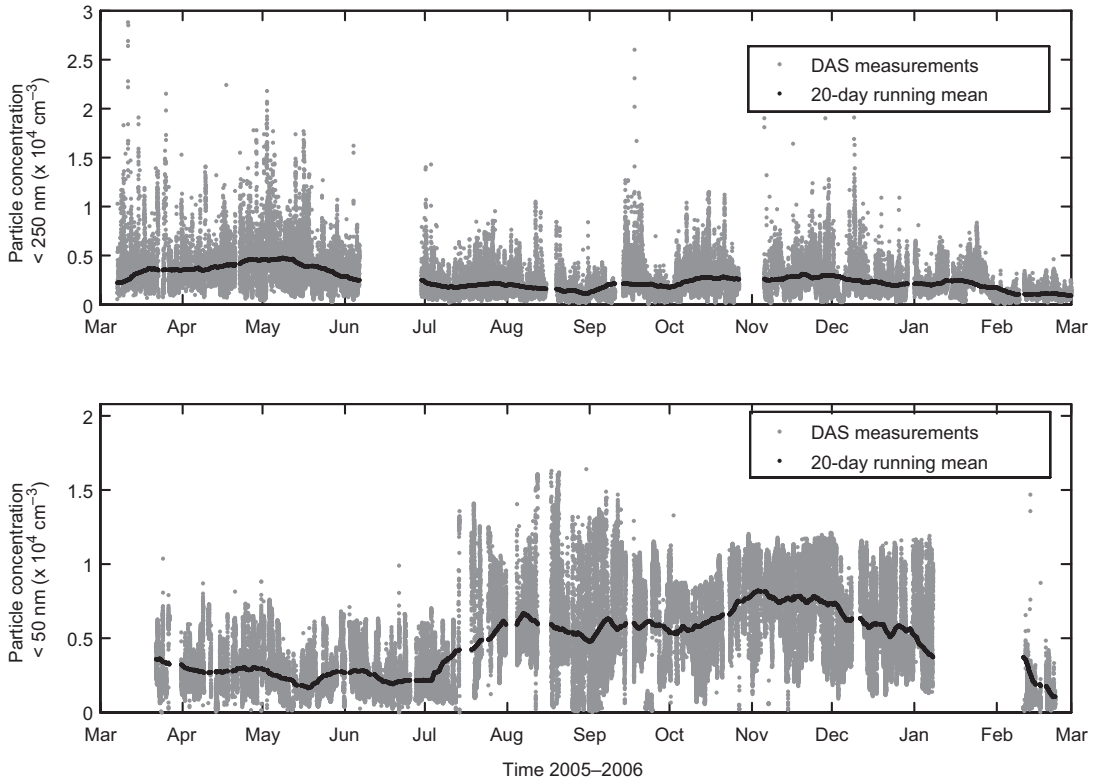 Particle concentration
< 250 nm (x 10⁴ cm⁻³)
3
2.5
2
1.5
1
0.5
0
DAS measurements
20-day running mean
Mar Apr May Jun Jul Aug Sep Oct Nov Dec Jan Feb Mar
Particle concentration
< 50 nm (x 10⁴ cm⁻³)
2
1.5
1
0.5
0
DAS measurements
20-day running mean
Mar Apr May Jun Jul Aug Sep Oct Nov Dec Jan Feb Mar
Time 2005–2006